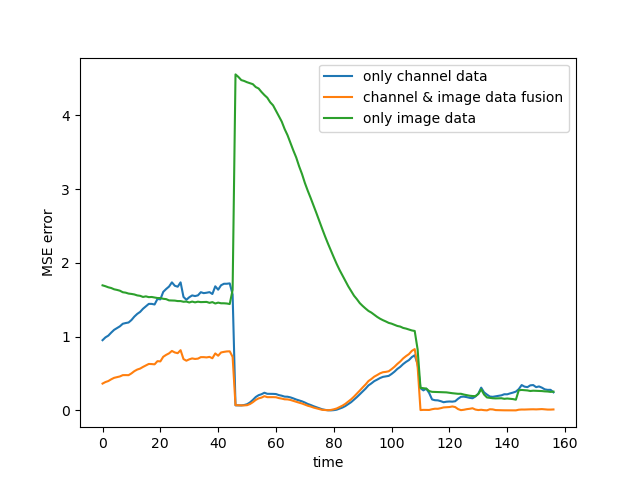 only channel data
channel & image data fusion
only image data
MSE error
4
3
2
1
0
0 20 40 60 80 100 120 140 160
time